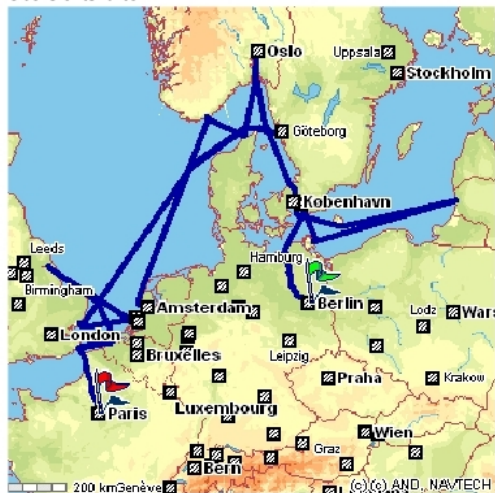 Oslo
Uppsala
Stockholm
Göteborg
København
Leeds
Hamburg
Birmingham
Berlin
Amsterdam
Lodz
Wars
London
Bruxelles
Leipzig
Praha
Krakow
Paris
Luxembourg
Wien
Graz
Bern
200 km
Genève
(c) (c) AND, NAVTECH